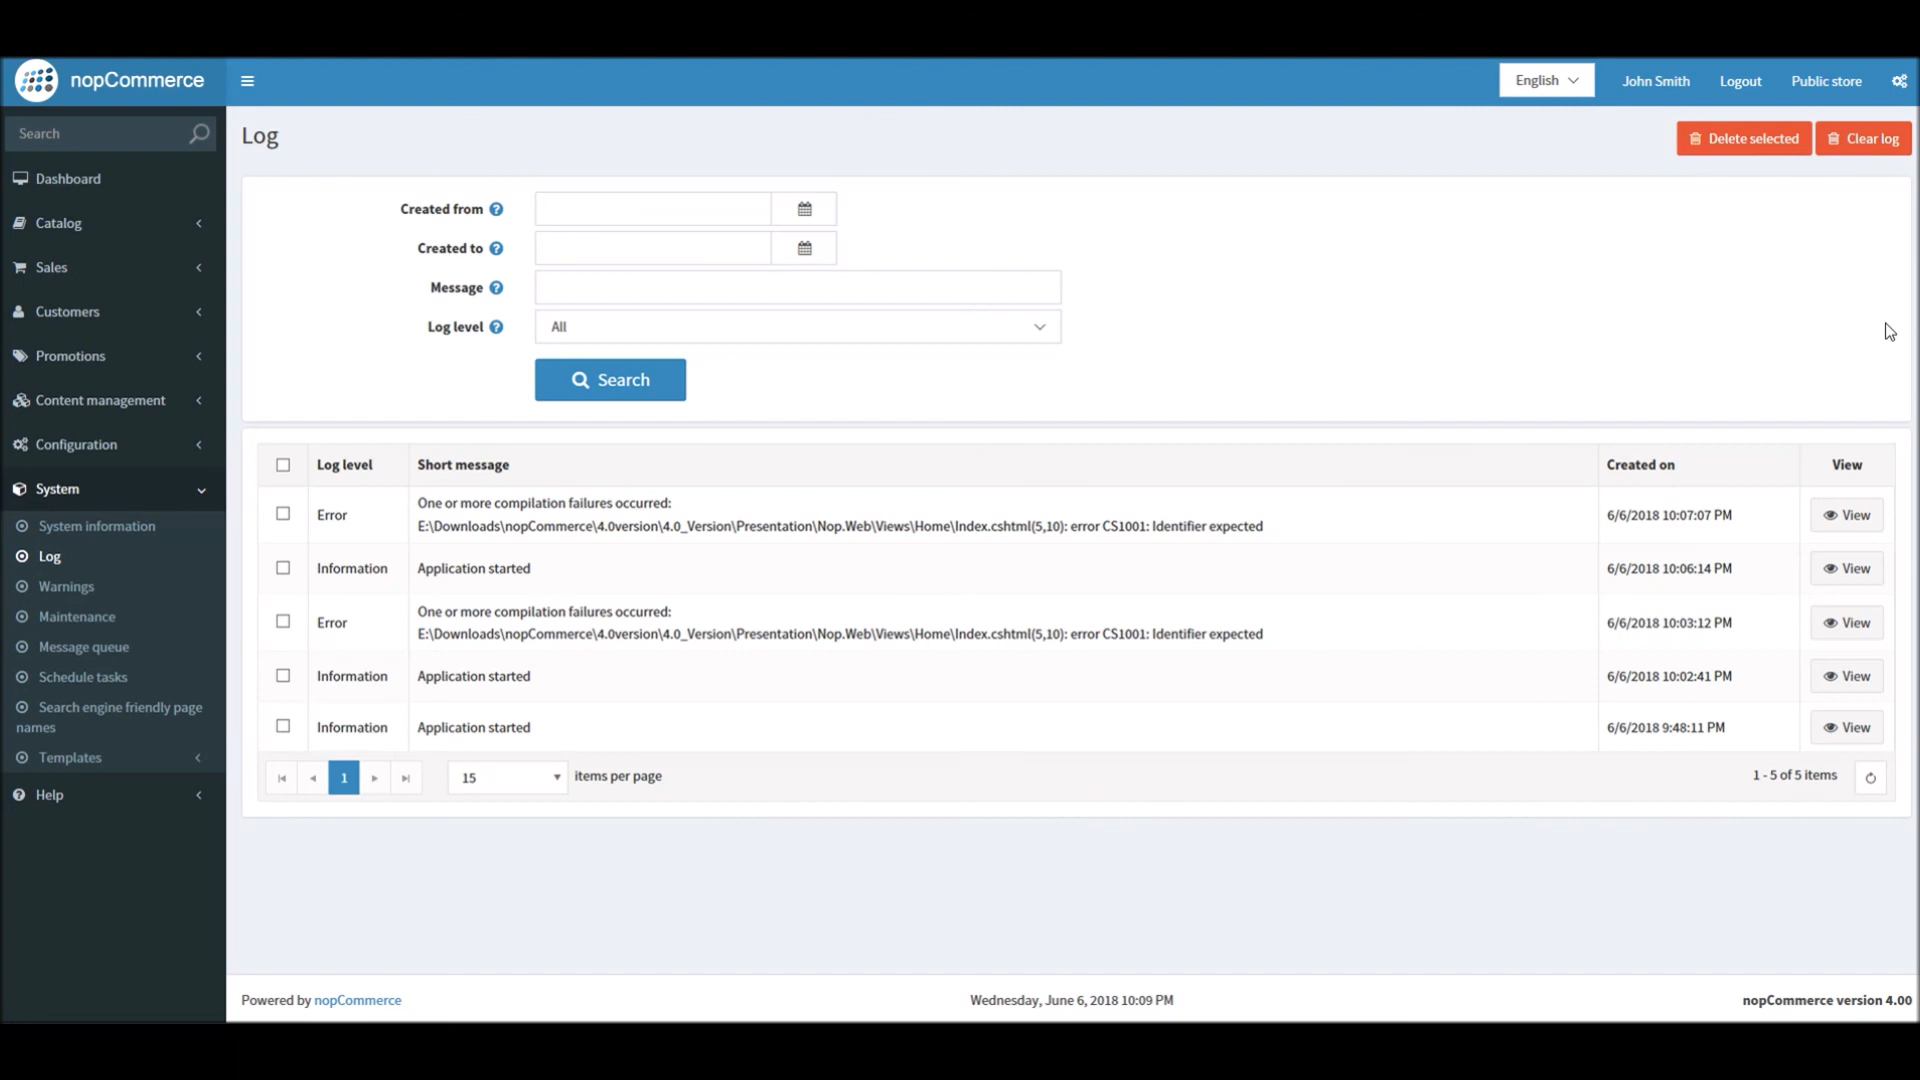 nopCommerce
English
John Smith
Logout
Public store
Search
Dashboard
Catalog
Sales
Customers
Promotions
Content management
Configuration
System
System information
Log
Warnings
Maintenance
Message queue
Schedule tasks
Search engine friendly page
names
Templates
Help
Log
Delete selected
Clear log
Created from
Created to
Message
Log level
All
Search
Log level Short message Created on View
One or more compilation failures occurred:
Error E:\Downloads\nopCommerce\4.0version\4.0_Version\Presentation\Nop.Web\Views\Home\Index.cshtml(5,10): error CS1001: Identifier expected 6/6/2018 10:07:07 PM View
Information Application started 6/6/2018 10:06:14 PM View
One or more compilation failures occurred:
Error E:\Downloads\nopCommerce\4.0version\4.0_Version\Presentation\Nop.Web\Views\Home\Index.cshtml(5,10): error CS1001: Identifier expected 6/6/2018 10:03:12 PM View
Information Application started 6/6/2018 10:02:41 PM View
Information Application started 6/6/2018 9:48:11 PM View
1 15 items per page 1 - 5 of 5 items
Powered by nopCommerce Wednesday, June 6, 2018 10:09 PM nopCommerce version 4.00